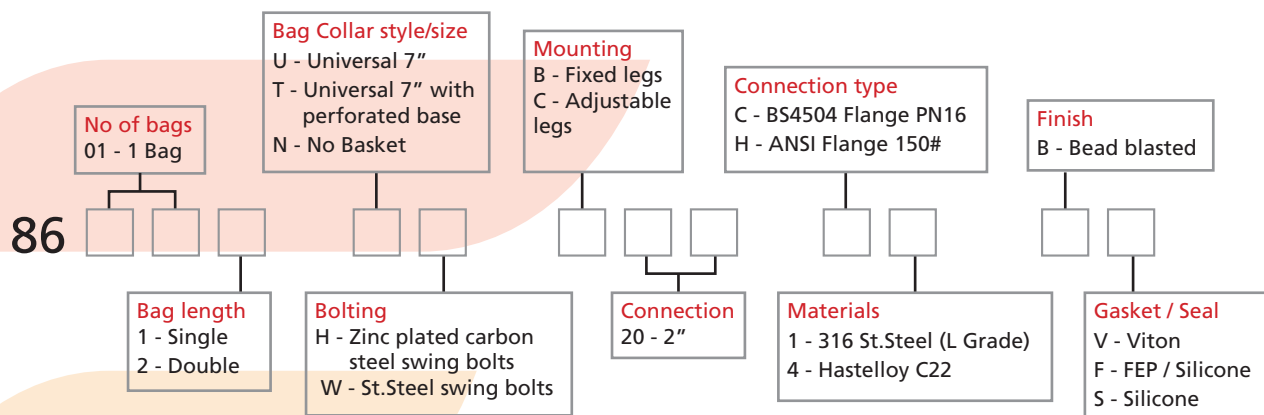 Bag Collar style/size
U - Universal 7”
T - Universal 7” with
perforated base
N - No Basket
Mounting
B - Fixed legs
C - Adjustable
legs
Connection type
C - BS4504 Flange PN16
H - ANSI Flange 150#
No of bags
01 - 1 Bag
Finish
B - Bead blasted
86
Bag length
1 - Single
2 - Double
Bolting
H - Zinc plated carbon
steel swing bolts
W - St.Steel swing bolts
Connection
20 - 2”
Materials
1 - 316 St.Steel (L Grade)
4 - Hastelloy C22
Gasket / Seal
V - Viton
F - FEP / Silicone
S - Silicone